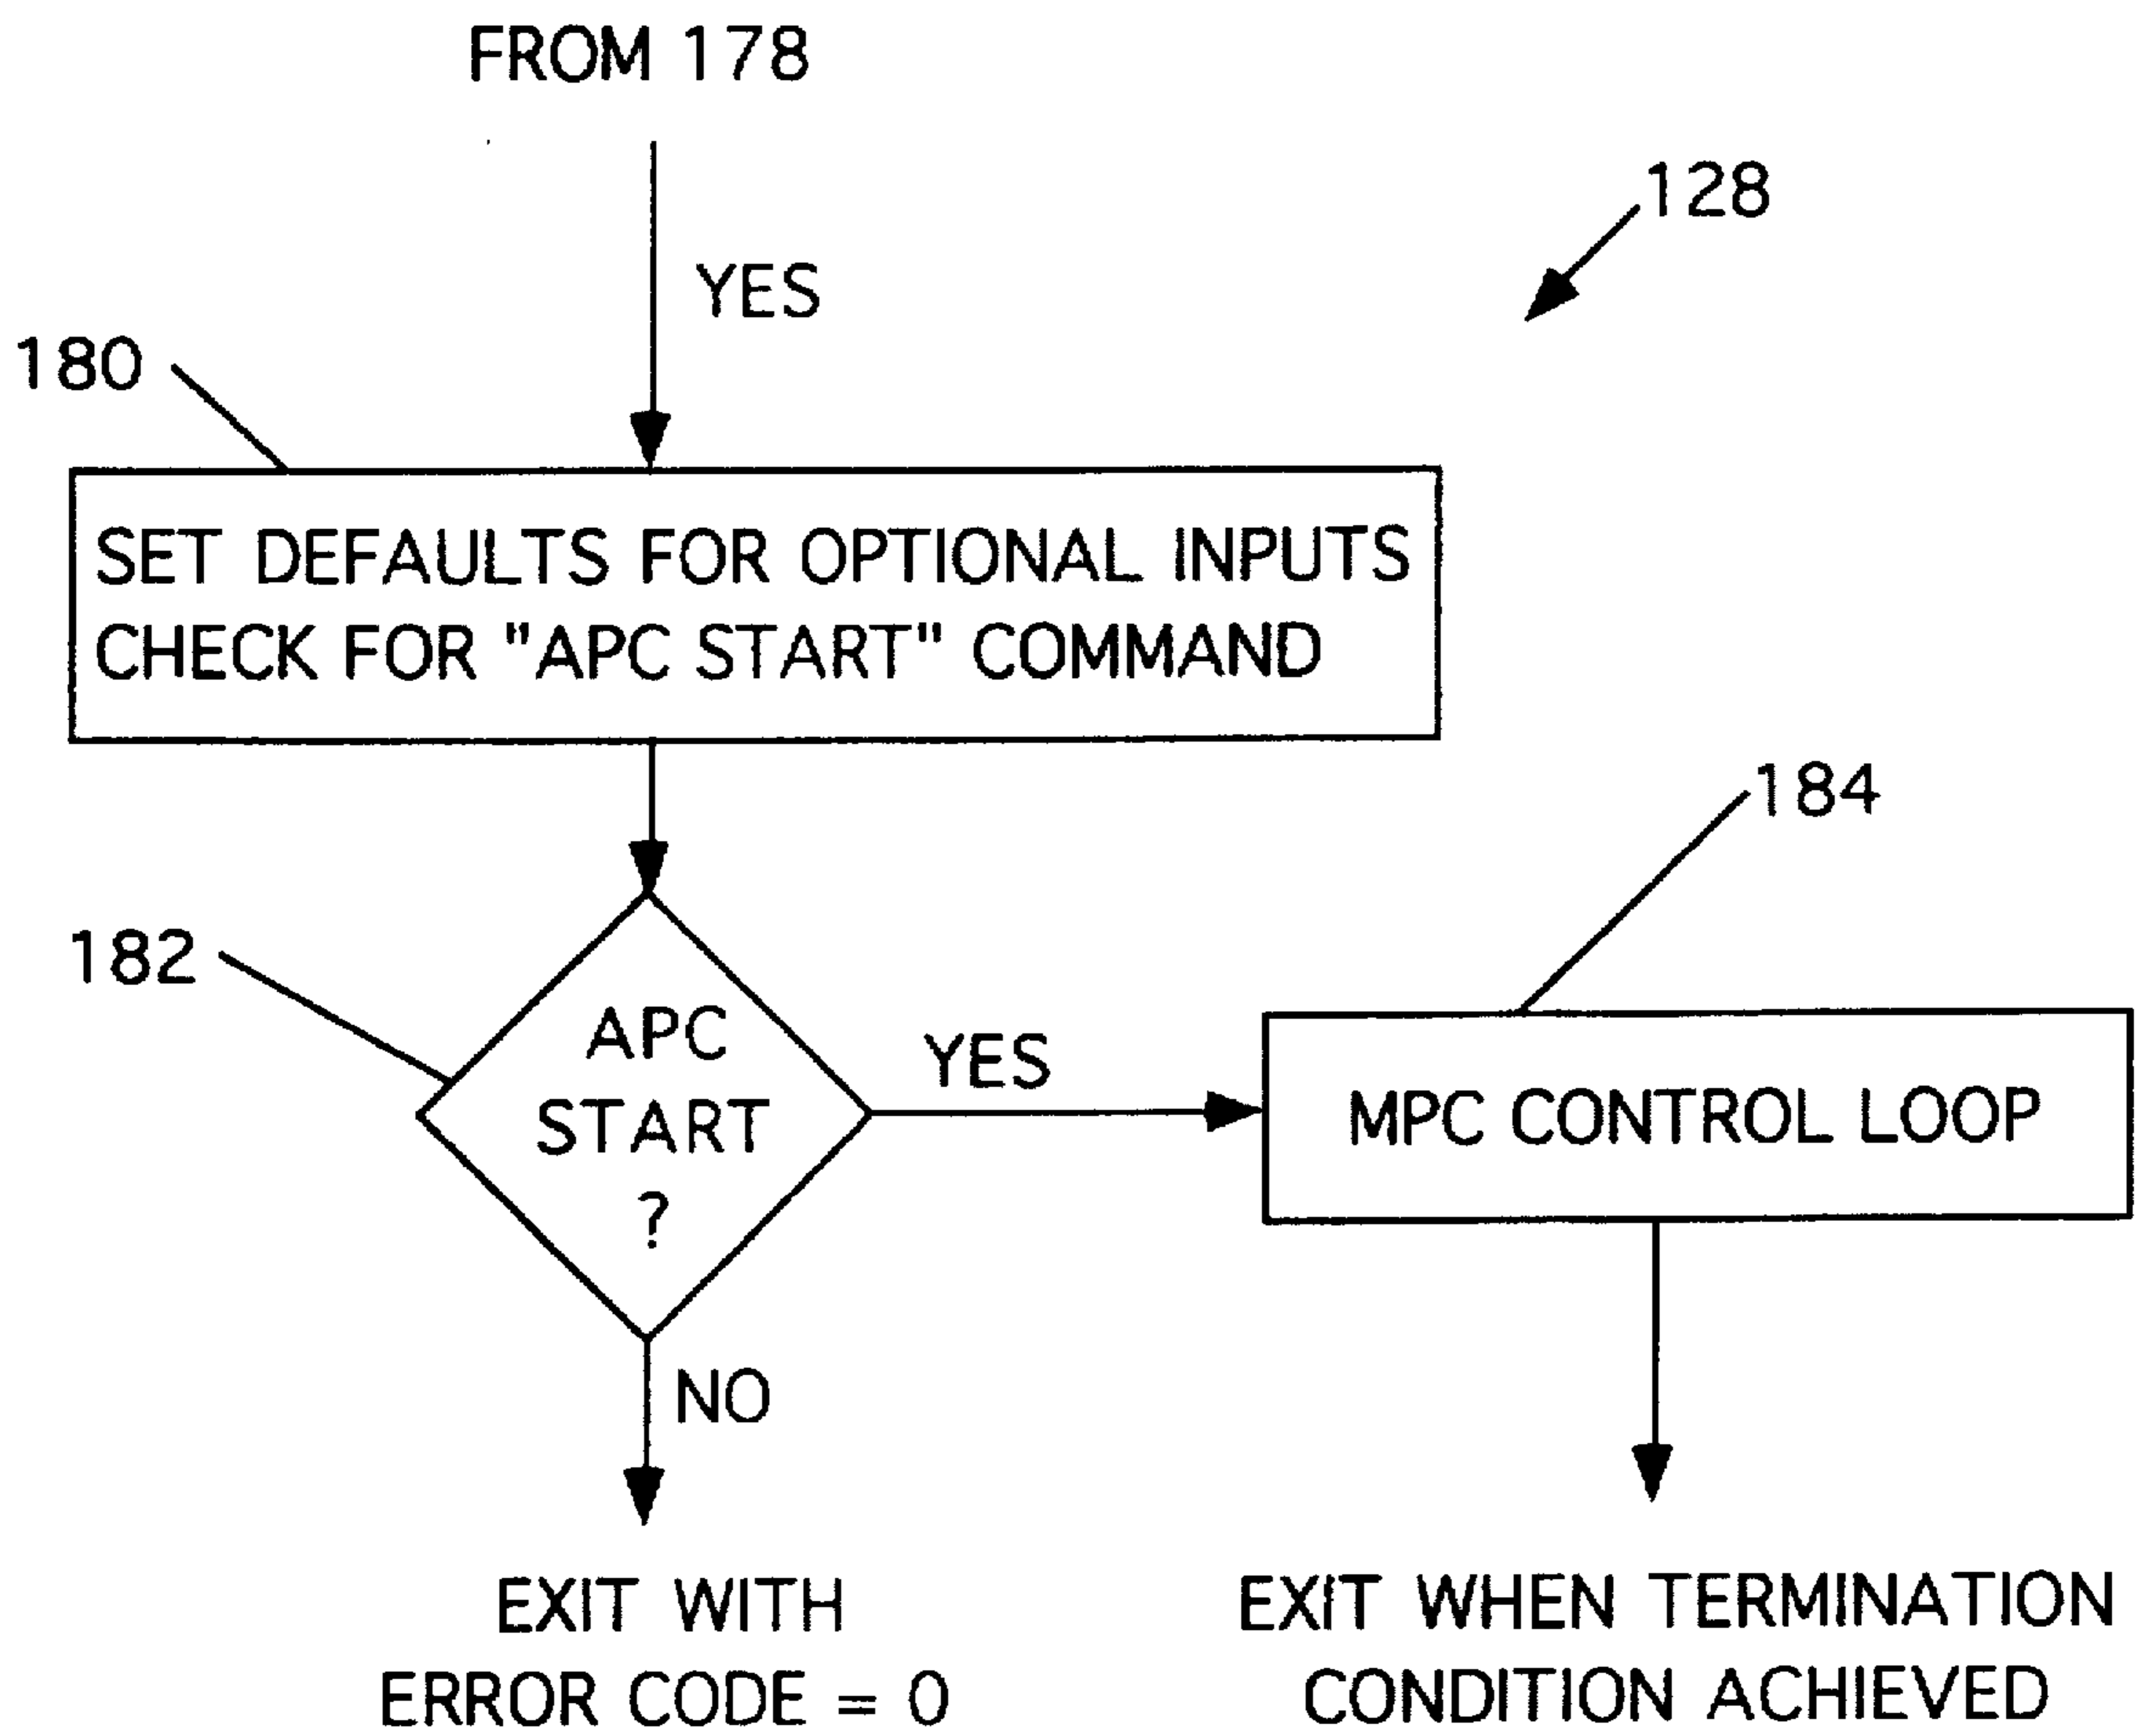 FROM 178
128
YES
180
SET DEFAULTS FOR OPTIONAL INPUTS
CHECK FOR "APC START" COMMAND
184
182
APC
START
?
YES
MPC CONTROL LOOP
NO
EXIT WITH
ERROR CODE = 0
EXIT WHEN TERMINATION
CONDITION ACHIEVED